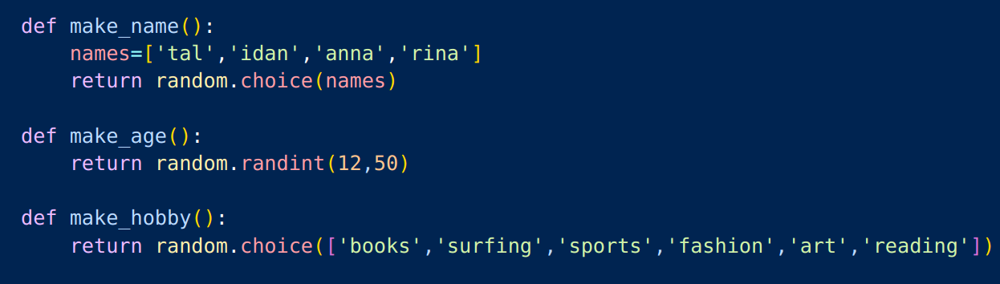 def make_name():
    names=['tal','idan','anna','rina']
    return random.choice(names)
def make_age():
    return random.randint(12,50)
def make_hobby():
    return random.choice(['books','surfing','sports','fashion','art','reading'])